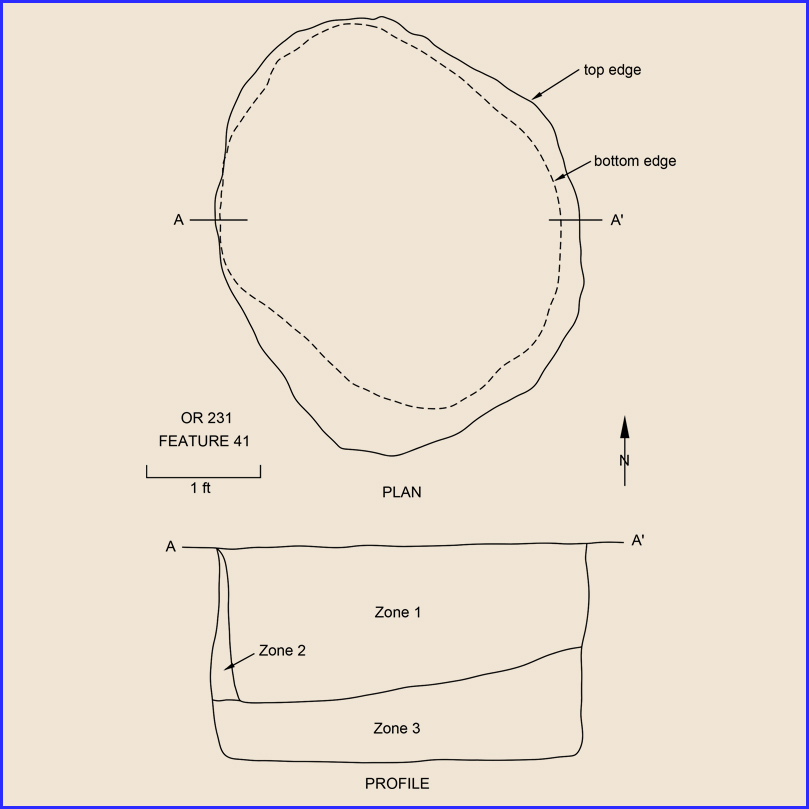 top edge
bottom edge
A
A'
OR 231
FEATURE 41
1 ft
N
PLAN
A
A'
Zone 1
Zone 2
Zone 3
PROFILE